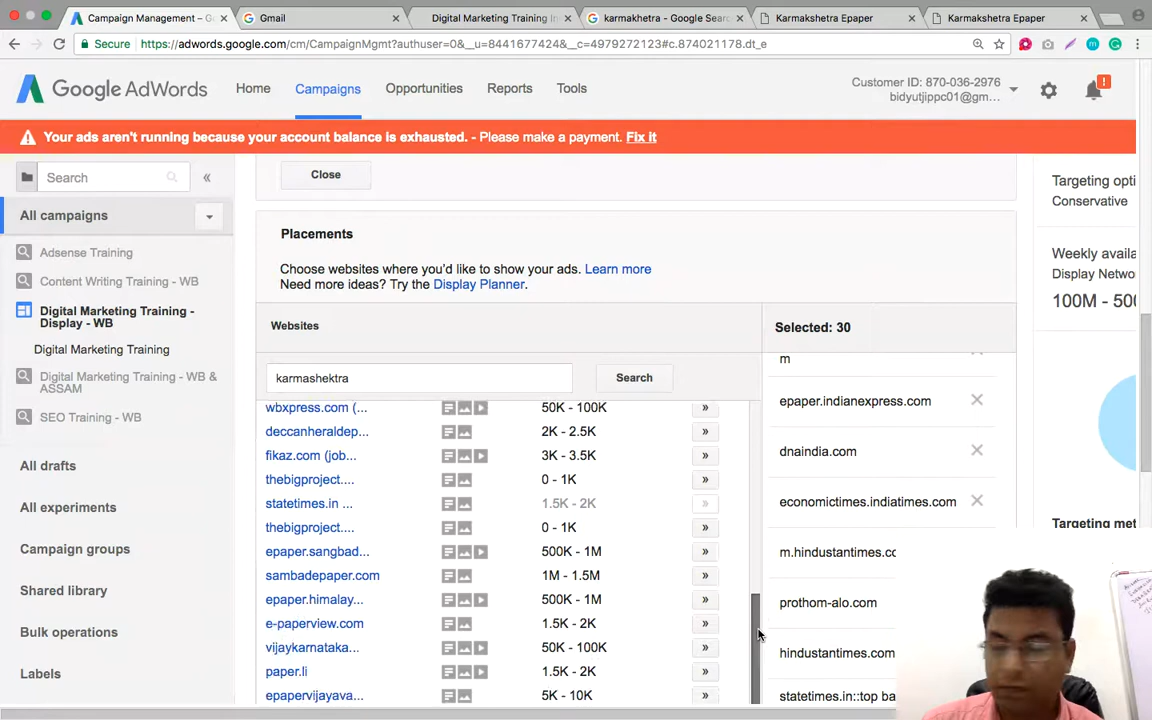 Campaign Management – G
Gmail
Digital Marketing Training In
karmakhetra - Google Sear
Karmakshetra Epaper
Karmakshetra Epaper
Secure
https://adwords.google.com/cm/CampaignMgmt?authuser=0&__u=8441677424&__c=4979272123#c.874021178.dt_e
Google AdWords
Home
Campaigns
Opportunities
Reports
Tools
Customer ID: 870-036-2976
bidyutjippc01@gm...
Your ads aren't running because your account balance is exhausted. - Please make a payment. Fix it
Search
«
All campaigns
Adsense Training
Content Writing Training - WB
Digital Marketing Training -
Display - WB
Digital Marketing Training
Digital Marketing Training - WB &
ASSAM
SEO Training - WB
All drafts
All experiments
Campaign groups
Shared library
Bulk operations
Labels
Close
Placements
Choose websites where you'd like to show your ads. Learn more
Need more ideas? Try the Display Planner.
Websites
karmashektra
Search
wbxpress.com (... 50K - 100K »
deccanheraldep... 2K - 2.5K »
fikaz.com (job... 3K - 3.5K »
thebigproject.... 0 - 1K »
statetimes.in ... 1.5K - 2K »
thebigproject.... 0 - 1K »
epaper.sangbad... 500K - 1M »
sambadepaper.com 1M - 1.5M »
epaper.himalay... 500K - 1M »
e-paperview.com 1.5K - 2K »
vijaykarnataka... 50K - 100K »
paper.li 1.5K - 2K »
epapervijayava... 5K - 10K »
Selected: 30
m
epaper.indianexpress.com
dnaindia.com
economictimes.indiatimes.com
m.hindustantimes.co
prothom-alo.com
hindustantimes.com
statetimes.in::top ba
Targeting opti
Conservative
Weekly availa
Display Netwo
100M - 500
Targeting met